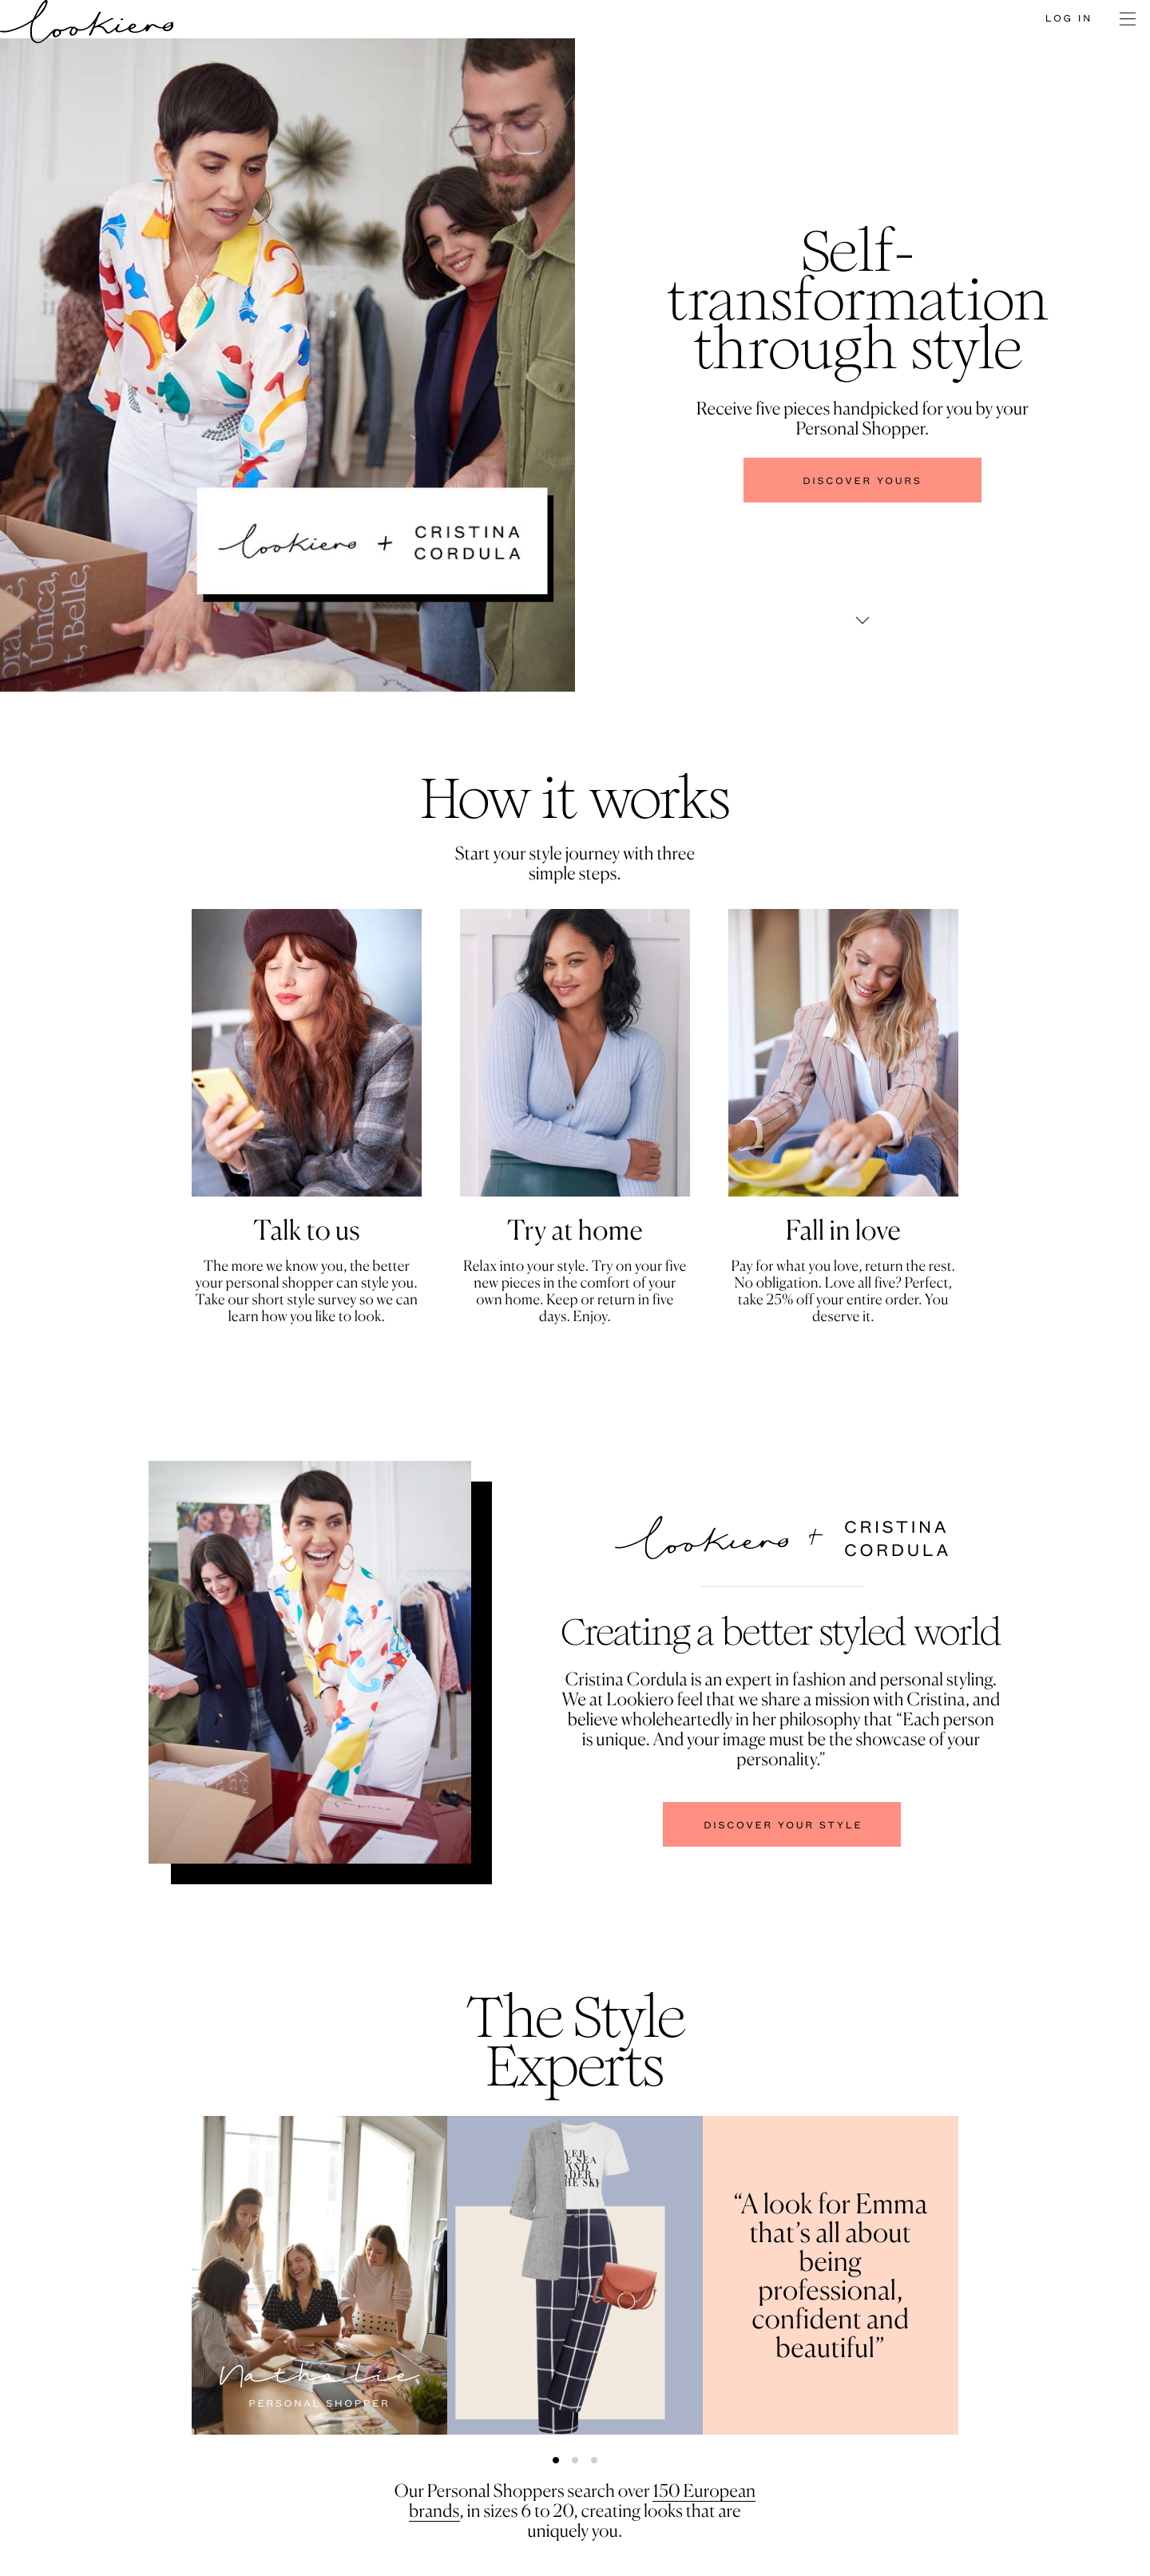 lookiero
LOG IN
Self-
transformation
through style
Receive five pieces handpicked for you by your
Personal Shopper.
DISCOVER YOURS
lookiero + CRISTINA
CORDULA
Única,
Belle,
How it works
Start your style journey with three
simple steps.
Talk to us
The more we know you, the better
your personal shopper can style you.
Take our short style survey so we can
learn how you like to look.
Try at home
Relax into your style. Try on your five
new pieces in the comfort of your
own home. Keep or return in five
days. Enjoy.
Fall in love
Pay for what you love, return the rest.
No obligation. Love all five? Perfect,
take 25% off your entire order. You
deserve it.
lookiero + CRISTINA
CORDULA
Creating a better styled world
Cristina Cordula is an expert in fashion and personal styling.
We at Lookiero feel that we share a mission with Cristina, and
believe wholeheartedly in her philosophy that “Each person
is unique. And your image must be the showcase of your
personality.”
DISCOVER YOUR STYLE
The Style
Experts
Nathalie
PERSONAL SHOPPER
“A look for Emma
that’s all about
being
professional,
confident and
beautiful”
Our Personal Shoppers search over 150 European
brands, in sizes 6 to 20, creating looks that are
uniquely you.